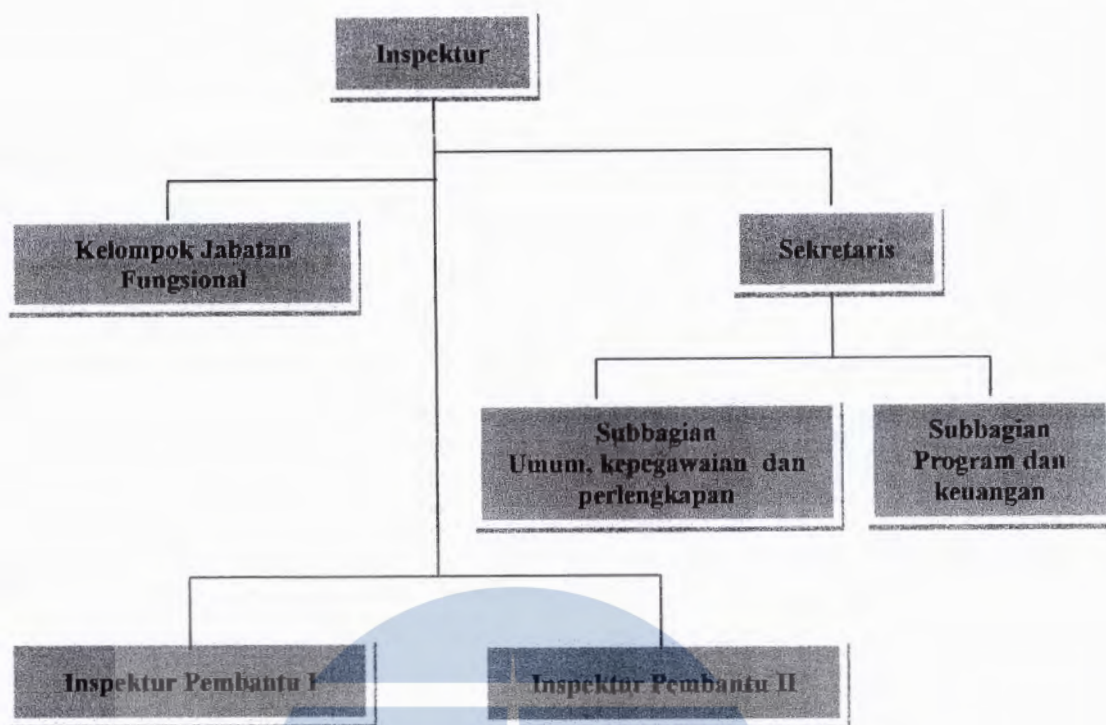 Inspektur
Kelompok Jabatan
Fungsional
Sekretaris
Subbagian
Umum, kepegawaian dan
perlengkapan
Subbagian
Program dan
keuangan
Inspektur Pembantu I
Inspektur Pembantu II